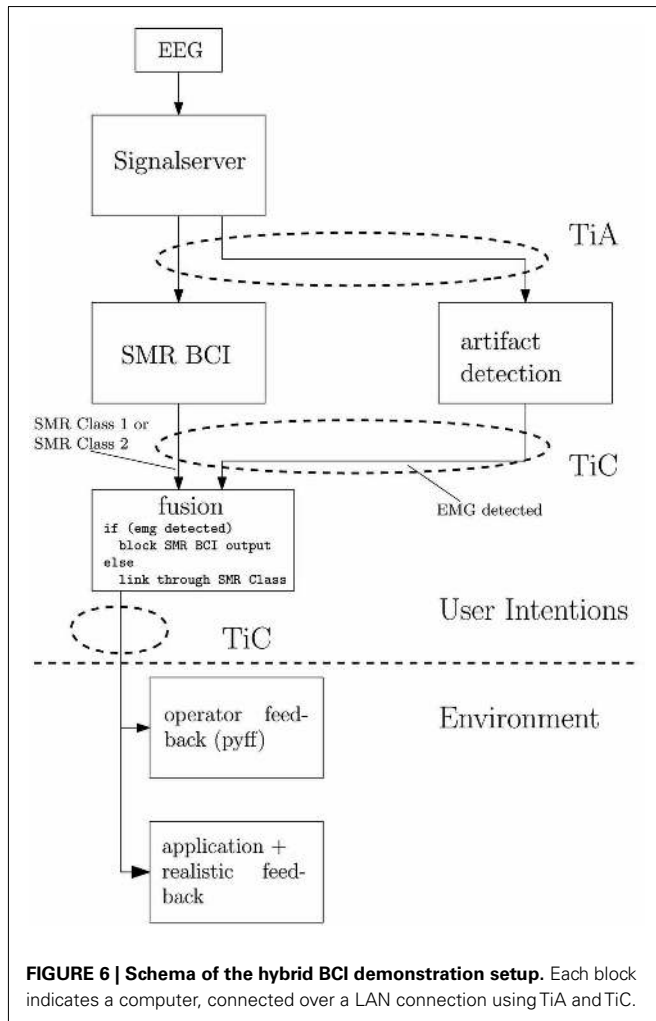 EEG
Signalserver
TiA
SMR BCI
artifact
detection
SMR Class 1 or
SMR Class 2
TiC
EMG detected
fusion
if (emg detected)
block SMR BCI output
else
link through SMR Class
User Intentions
TiC
Environment
operator feed-
back (pyff)
application +
realistic feed-
back
FIGURE 6 | Schema of the hybrid BCI demonstration setup. Each block
indicates a computer, connected over a LAN connection using TiA and TiC.